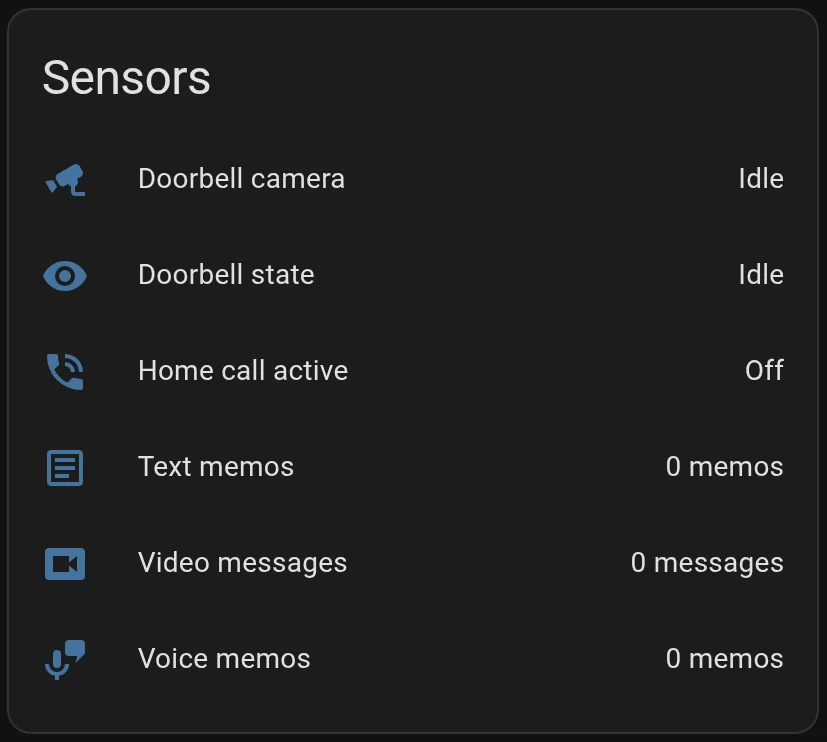 Sensors
Doorbell camera Idle
Doorbell state Idle
Home call active Off
Text memos 0 memos
Video messages 0 messages
Voice memos 0 memos